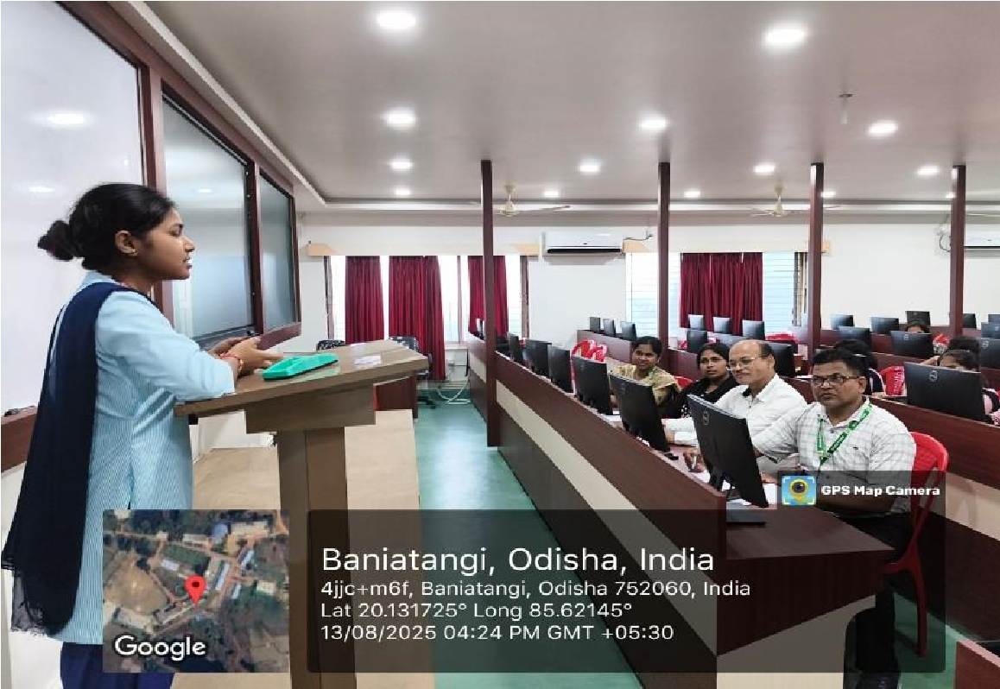 GPS Map Camera
Baniatangi, Odisha, India
4jjc+m6f, Baniatangi, Odisha 752060, India
Lat 20.131725° Long 85.62145°
13/08/2025 04:24 PM GMT +05:30
Google
DELL